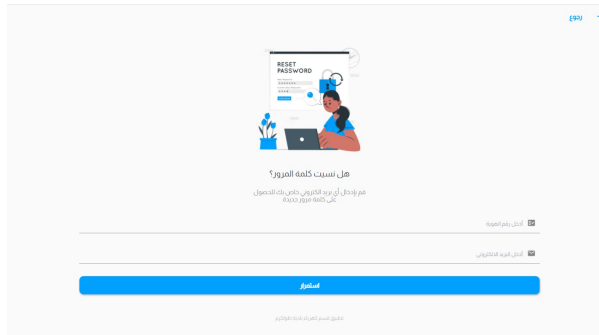 رجوع
RESET
PASSWORD
هل نسيت كلمة المرور؟
قم بإدخال أي بريد الكتروني خاص بك للحصول
على كلمة مرور جديدة
أدخل رقم الهوية
أدخل البريد الالكتروني
استمرار